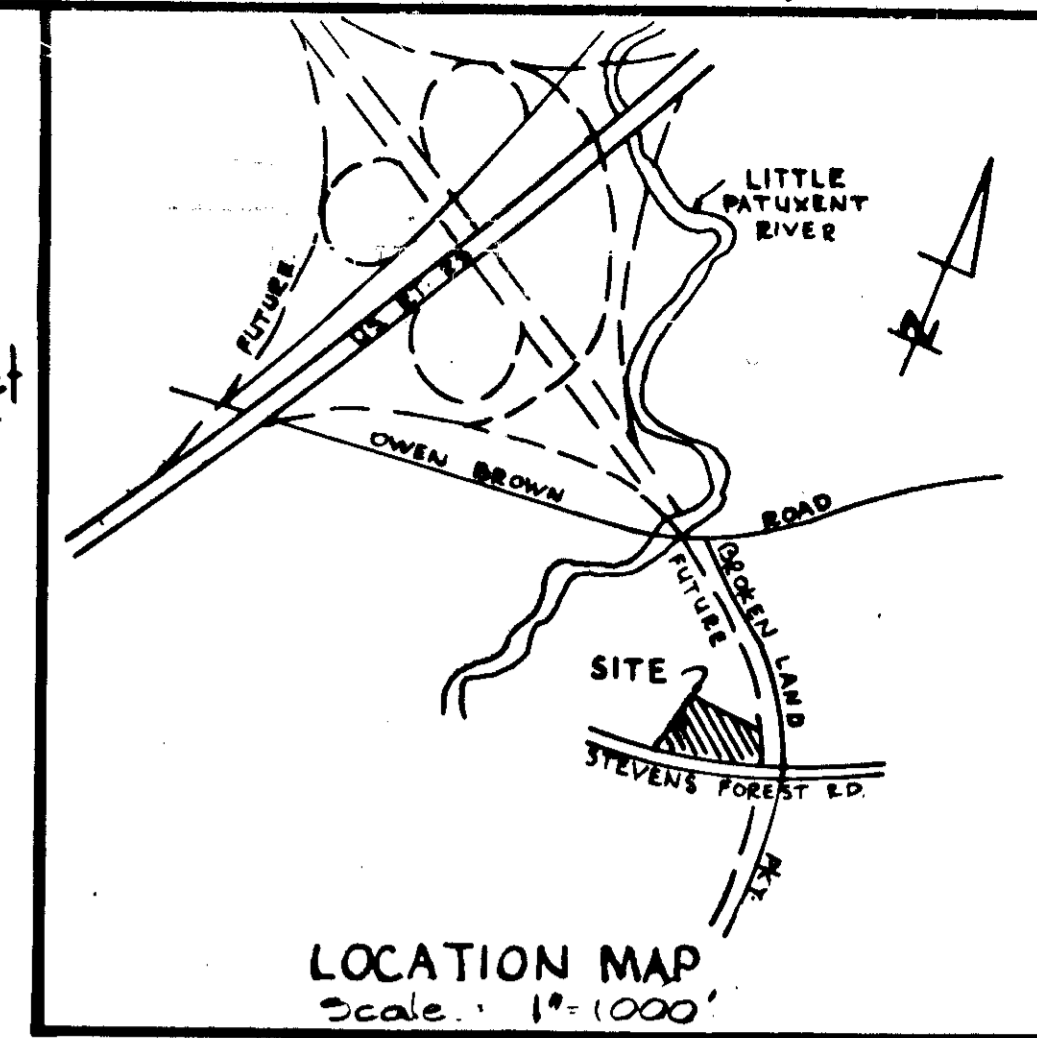 LITTLE
PATUXENT
RIVER
FUTURE
US RT. 29
OWEN BROWN ROAD
FUTURE
BROKEN LAND PKY.
SITE
STEVENS FOREST RD.
N
LOCATION MAP
Scale : 1"=1000'